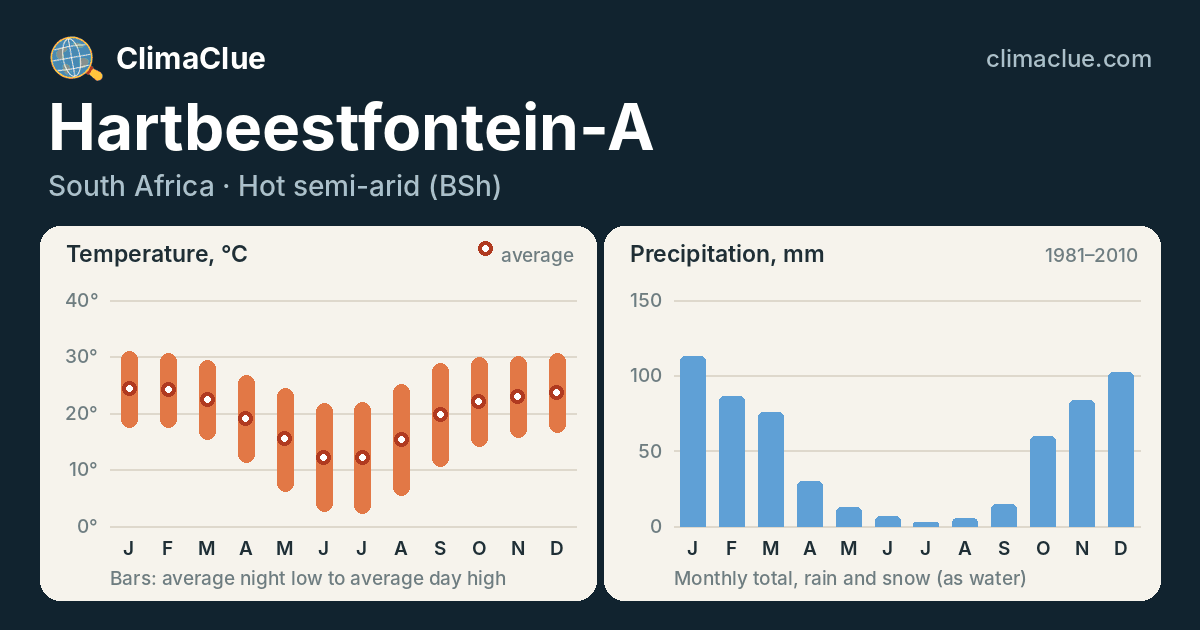 ClimaClue
climaclue.com
Hartbeestfontein-A
South Africa · Hot semi-arid (BSh)
Temperature, °C
average
40°
30°
20°
10°
0°
J F M A M J J A S O N D
Bars: average night low to average day high
Precipitation, mm
1981–2010
150
100
50
0
J F M A M J J A S O N D
Monthly total, rain and snow (as water)